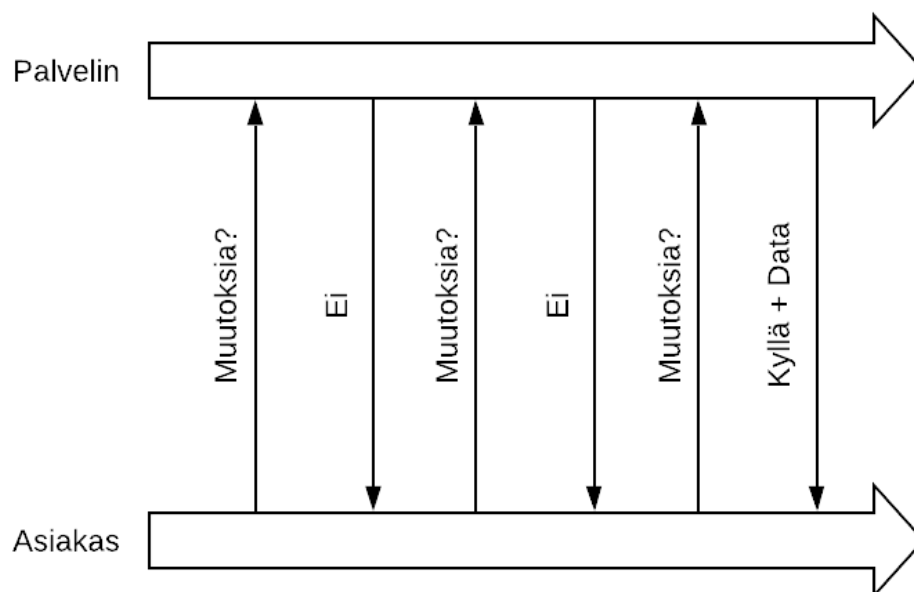 Palvelin
Muutoksia?
Ei
Muutoksia?
Ei
Muutoksia?
Kyllä + Data
Asiakas